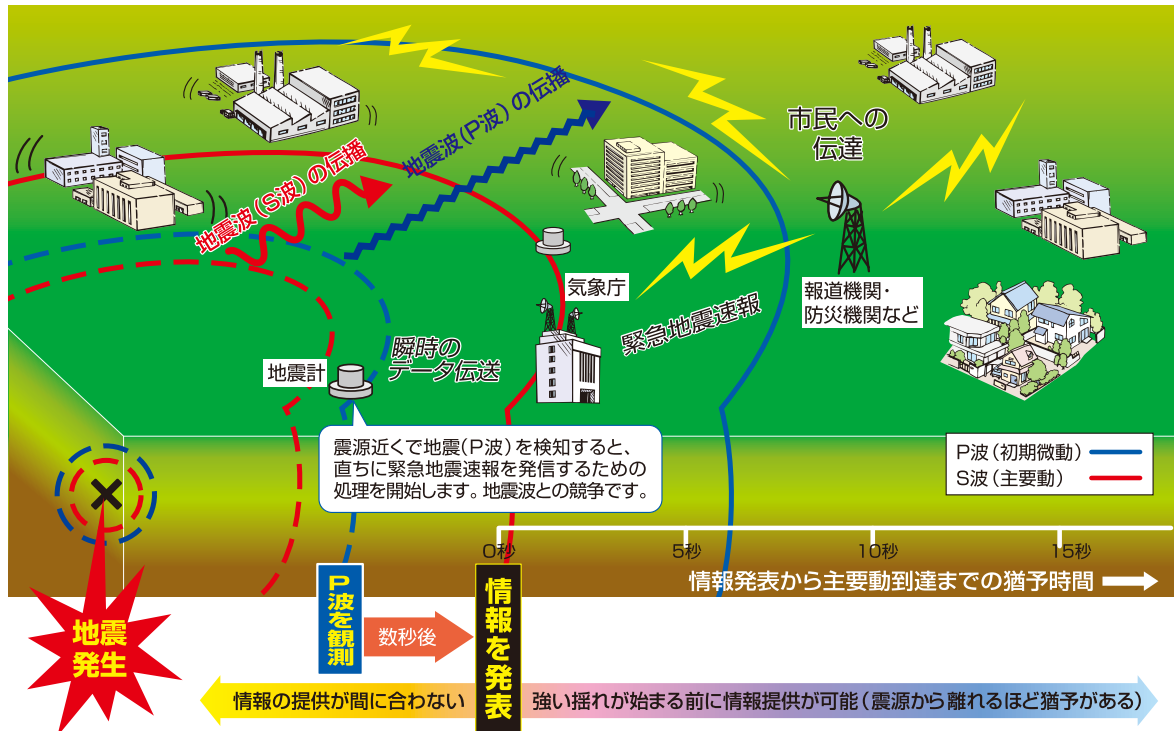 地震波(P波)の伝播
地震波(S波)の伝播
市民への
伝達
気象庁
報道機関・
防災機関など
緊急地震速報
瞬時の
データ伝送
地震計
震源近くで地震(P波)を検知すると、
直ちに緊急地震速報を発信するための
処理を開始します。地震波との競争です。
P波(初期微動)
S波(主要動)
0秒
5秒
10秒
15秒
情報発表から主要動到達までの猶予時間
地震
発生
P波を観測
数秒後
情報を発表
情報の提供が間に合わない
強い揺れが始まる前に情報提供が可能(震源から離れるほど猶予がある)